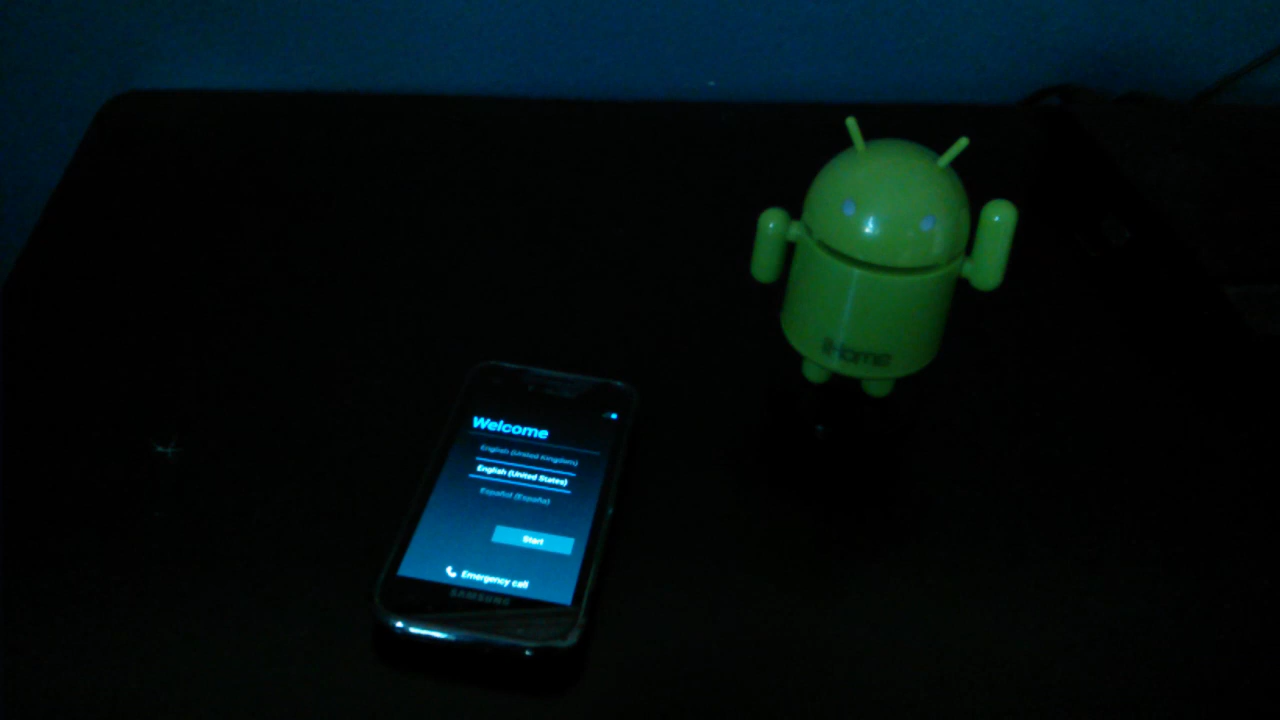 iHome
Welcome
English (United Kingdom)
English (United States)
Español (España)
Start
Emergency call
SAMSUNG